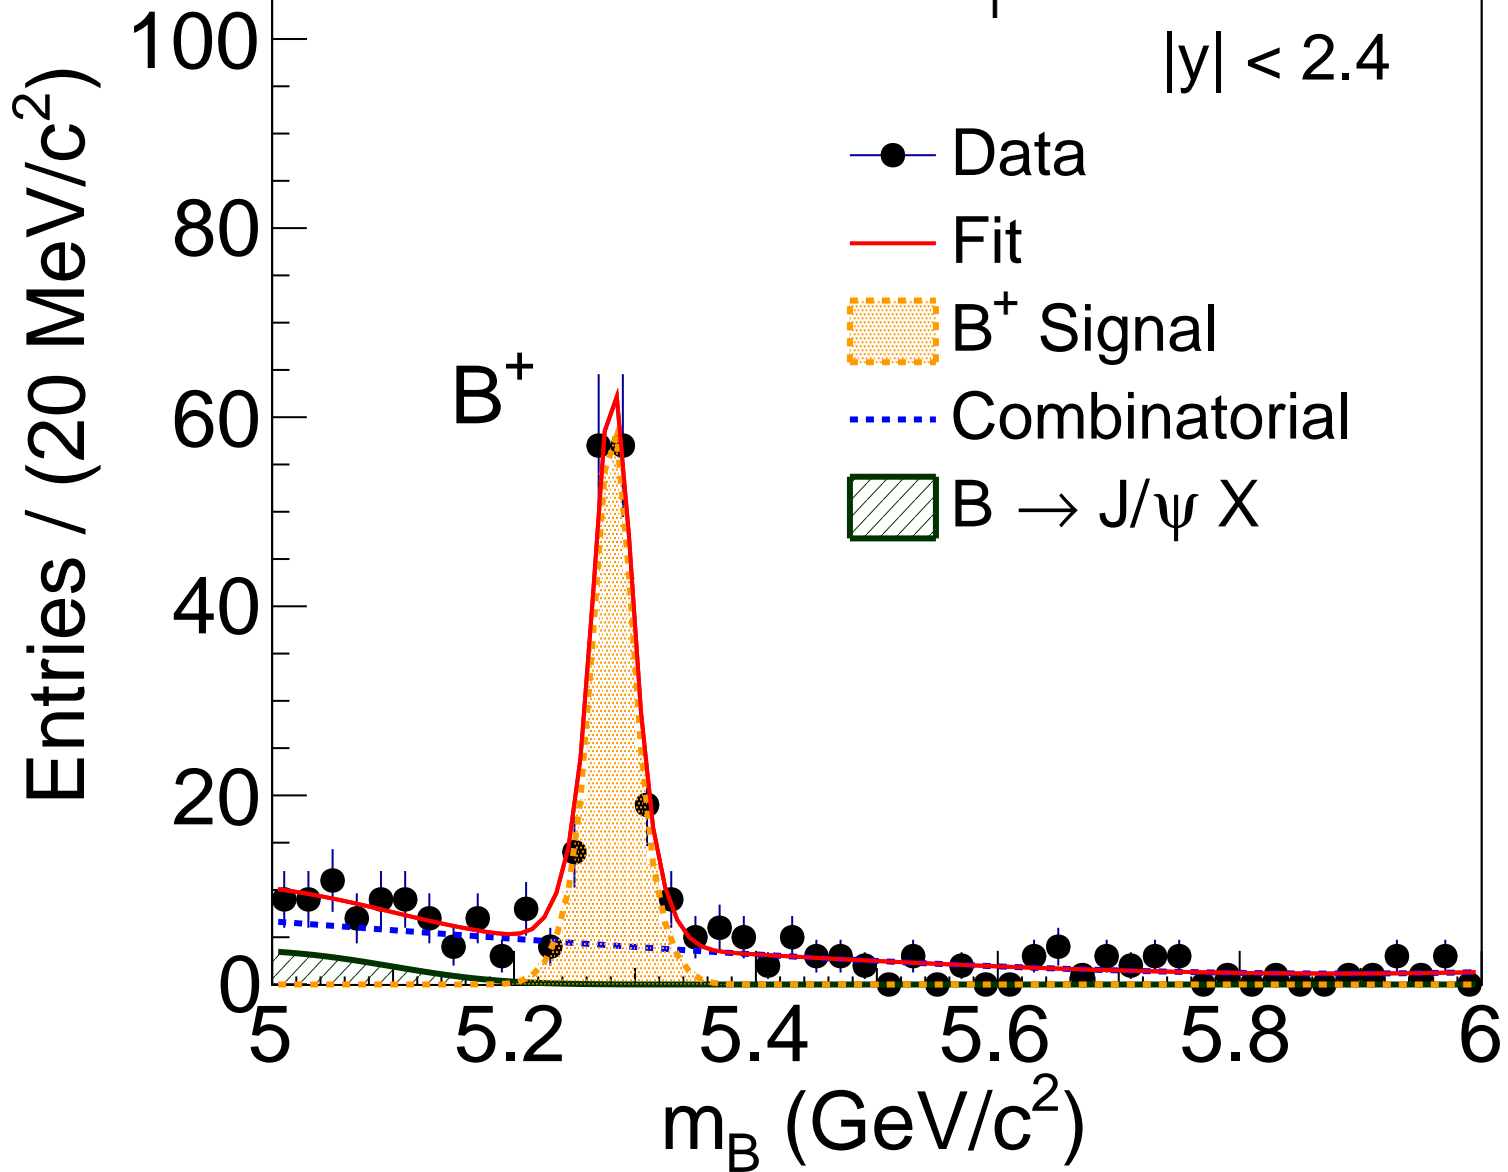 100
|y| < 2.4
Data
80
Fit
B⁺ Signal
B⁺
60
Combinatorial
B → J/ψ X
40
20
0
5 5.2 5.4 5.6 5.8 6
m_B (GeV/c²)
Entries / (20 MeV/c²)